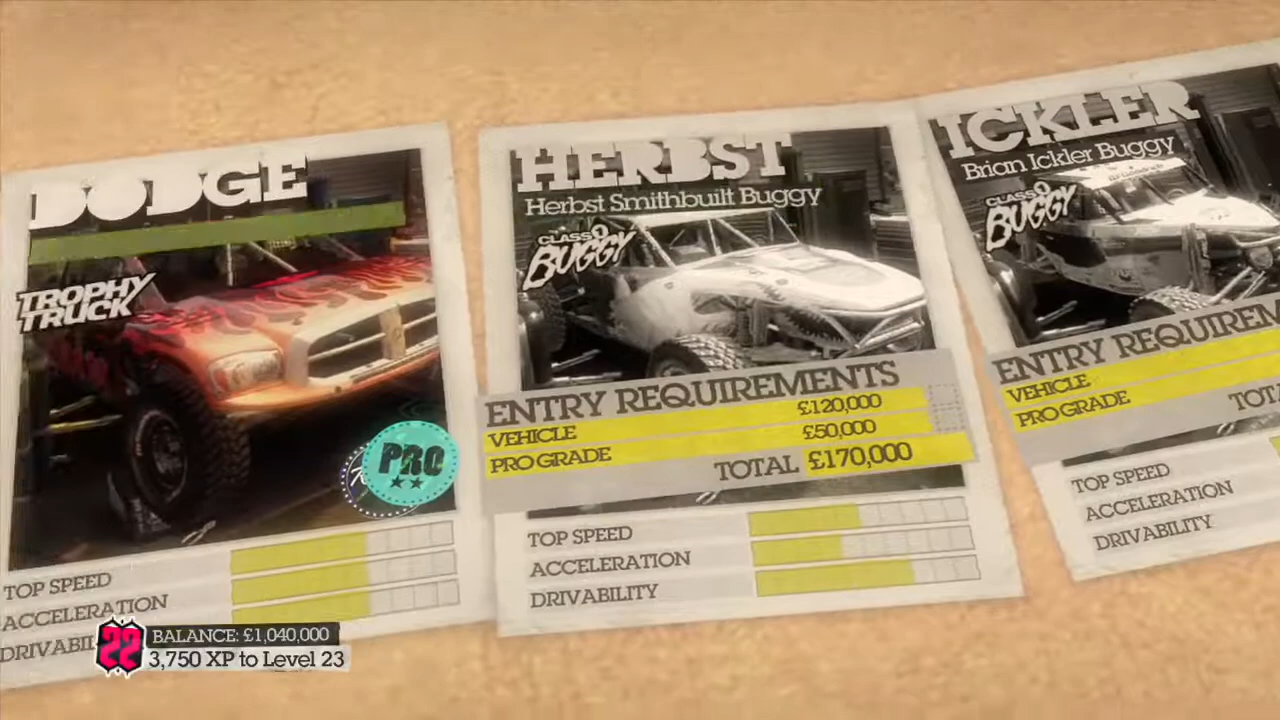 DODGE
TROPHY
TRUCK
PRO
TOP SPEED
ACCELERATION
HERBST
Herbst Smithbuilt Buggy
CLASS 1
BUGGY
ENTRY REQUIREMENTS
VEHICLE £120,000
PRO GRADE £50,000
TOTAL £170,000
TOP SPEED
ACCELERATION
DRIVABILITY
ICKLER
Brian Ickler Buggy
CLASS 1
BUGGY
ENTRY REQUIREM
VEHICLE
PRO GRADE
TOT
TOP SPEED
ACCELERATION
DRIVABILITY
DRIVABIL
22
BALANCE: £1,040,000
3,750 XP to Level 23